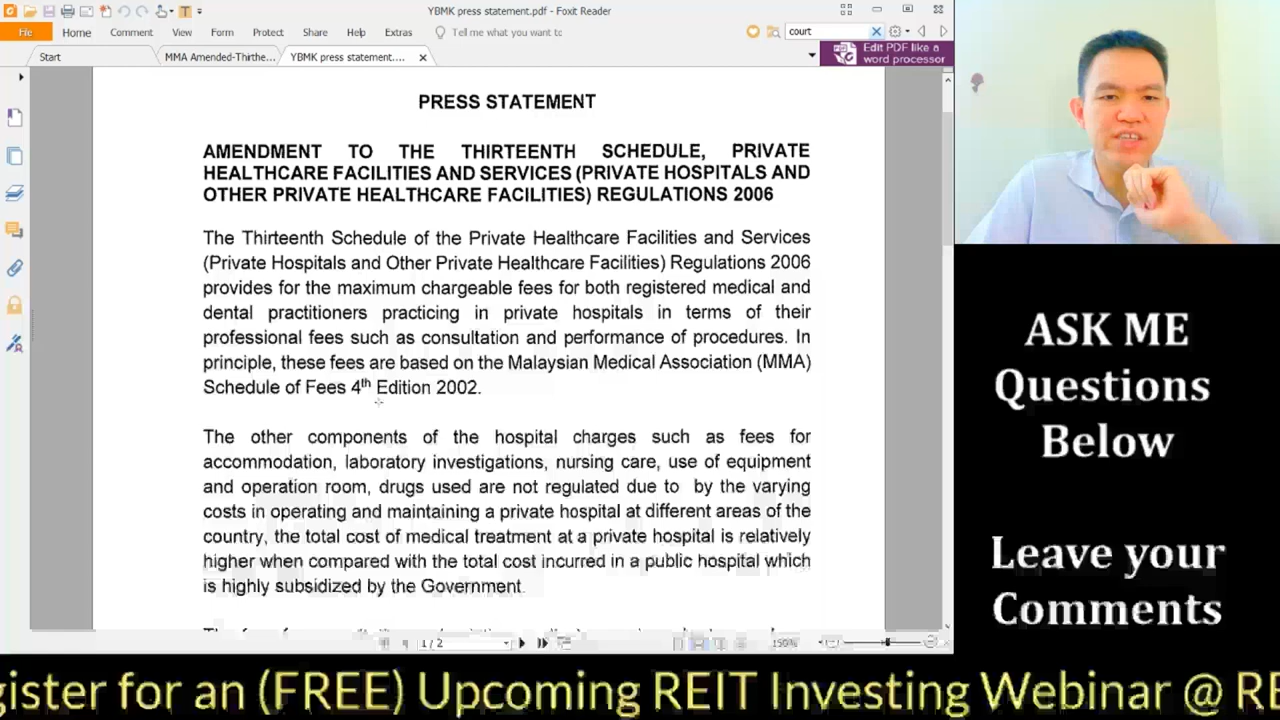 YBMK press statement.pdf - Foxit Reader
File Home Comment View Form Protect Share Help Extras Tell me what you want to court
Start MMA Amended-Thirthe... YBMK press statement....
Edit PDF like a
word processor
PRESS STATEMENT
AMENDMENT TO THE THIRTEENTH SCHEDULE, PRIVATE
HEALTHCARE FACILITIES AND SERVICES (PRIVATE HOSPITALS AND
OTHER PRIVATE HEALTHCARE FACILITIES) REGULATIONS 2006
The Thirteenth Schedule of the Private Healthcare Facilities and Services
(Private Hospitals and Other Private Healthcare Facilities) Regulations 2006
provides for the maximum chargeable fees for both registered medical and
dental practitioners practicing in private hospitals in terms of their
professional fees such as consultation and performance of procedures. In
principle, these fees are based on the Malaysian Medical Association (MMA)
Schedule of Fees 4th Edition 2002.
The other components of the hospital charges such as fees for
accommodation, laboratory investigations, nursing care, use of equipment
and operation room, drugs used are not regulated due to by the varying
costs in operating and maintaining a private hospital at different areas of the
country, the total cost of medical treatment at a private hospital is relatively
higher when compared with the total cost incurred in a public hospital which
is highly subsidized by the Government.
1 / 2
150%
ASK ME
Questions
Below
Leave your
Comments
gister for an (FREE) Upcoming REIT Investing Webinar @ RE